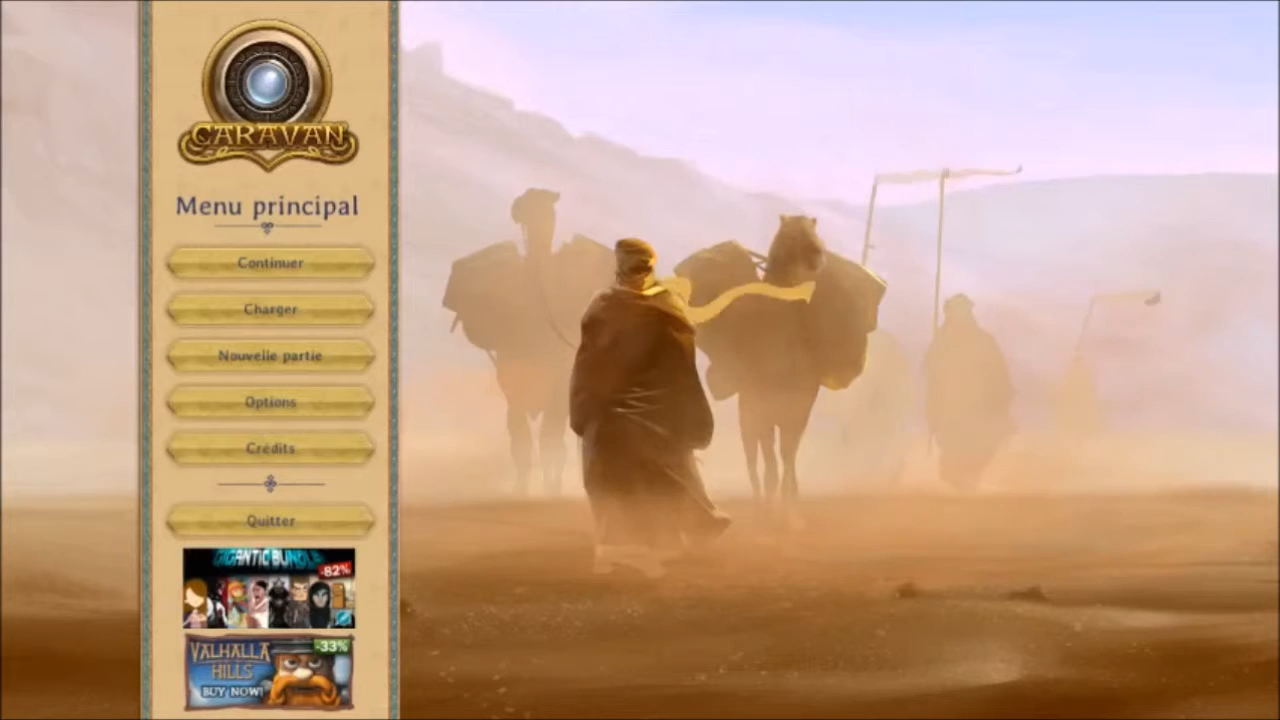 CARAVAN
Menu principal
Continuer
Charger
Nouvelle partie
Options
Crédits
Quitter
GIGANTIC BUNDLE
-82%
VALHALLA
HILLS
-33%
BUY NOW!